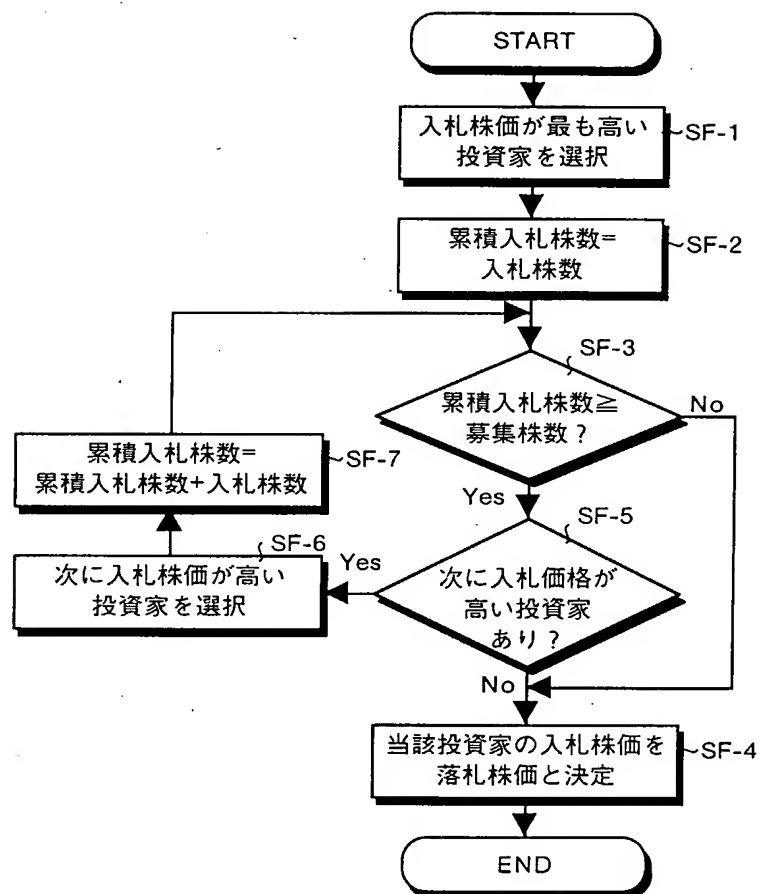 START
入札株価が最も高い
投資家を選択
SF-1
累積入札株数=
入札株数
SF-2
SF-3
累積入札株数≧
募集株数?
No
Yes
累積入札株数=
累積入札株数+入札株数
SF-7
SF-5
次に入札価格が
高い投資家
あり?
Yes
No
SF-6
次に入札株価が高い
投資家を選択
当該投資家の入札株価を
落札株価と決定
SF-4
END